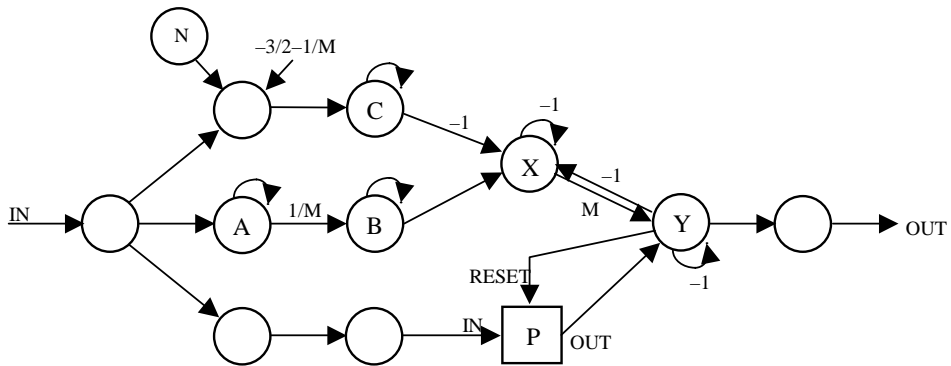 N
–3/2–1/M
C
–1
–1
X
–1
M
IN
A
1/M
B
Y
OUT
–1
RESET
IN
P
OUT